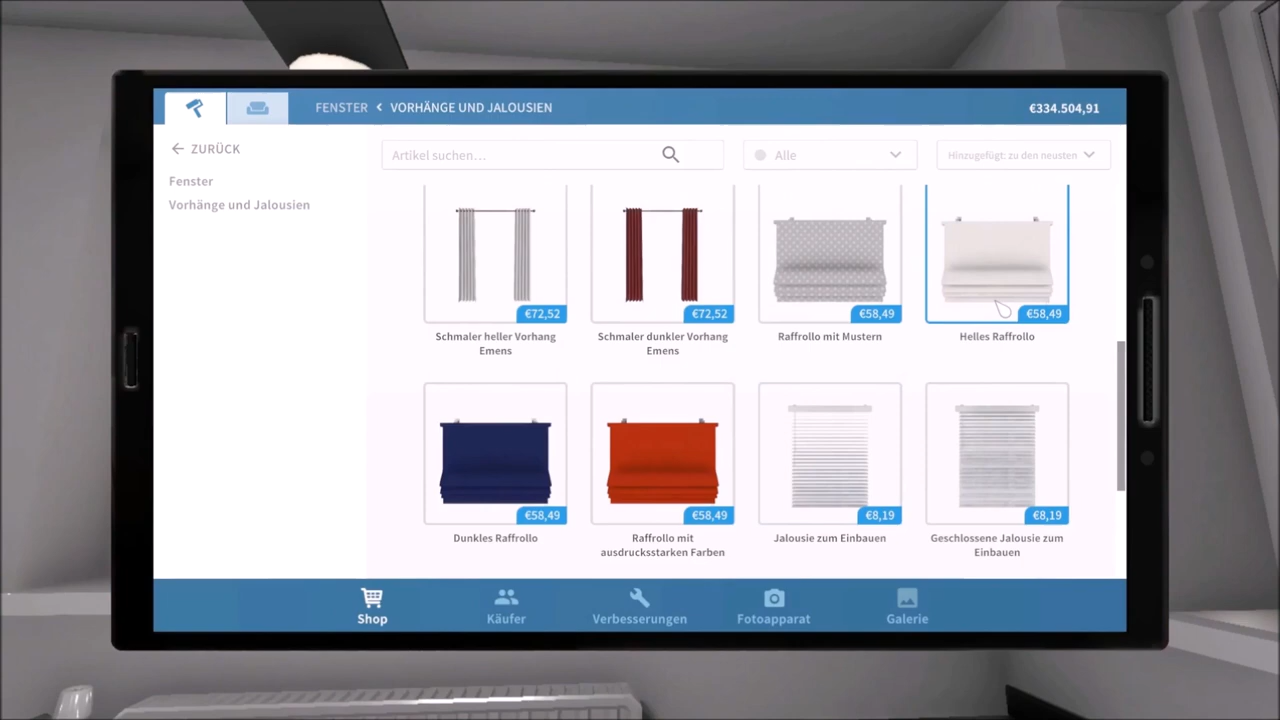 FENSTER < VORHÄNGE UND JALOUSIEN
€334.504,91
← ZURÜCK
Fenster
Vorhänge und Jalousien
Artikel suchen...
Alle
Hinzugefügt: zu den neusten
€72,52
€72,52
€58,49
€58,49
Schmaler heller Vorhang
Emens
Schmaler dunkler Vorhang
Emens
Raffrollo mit Mustern
Helles Raffrollo
€58,49
€58,49
€8,19
€8,19
Dunkles Raffrollo
Raffrollo mit
ausdrucksstarken Farben
Jalousie zum Einbauen
Geschlossene Jalousie zum
Einbauen
Shop
Käufer
Verbesserungen
Fotoapparat
Galerie